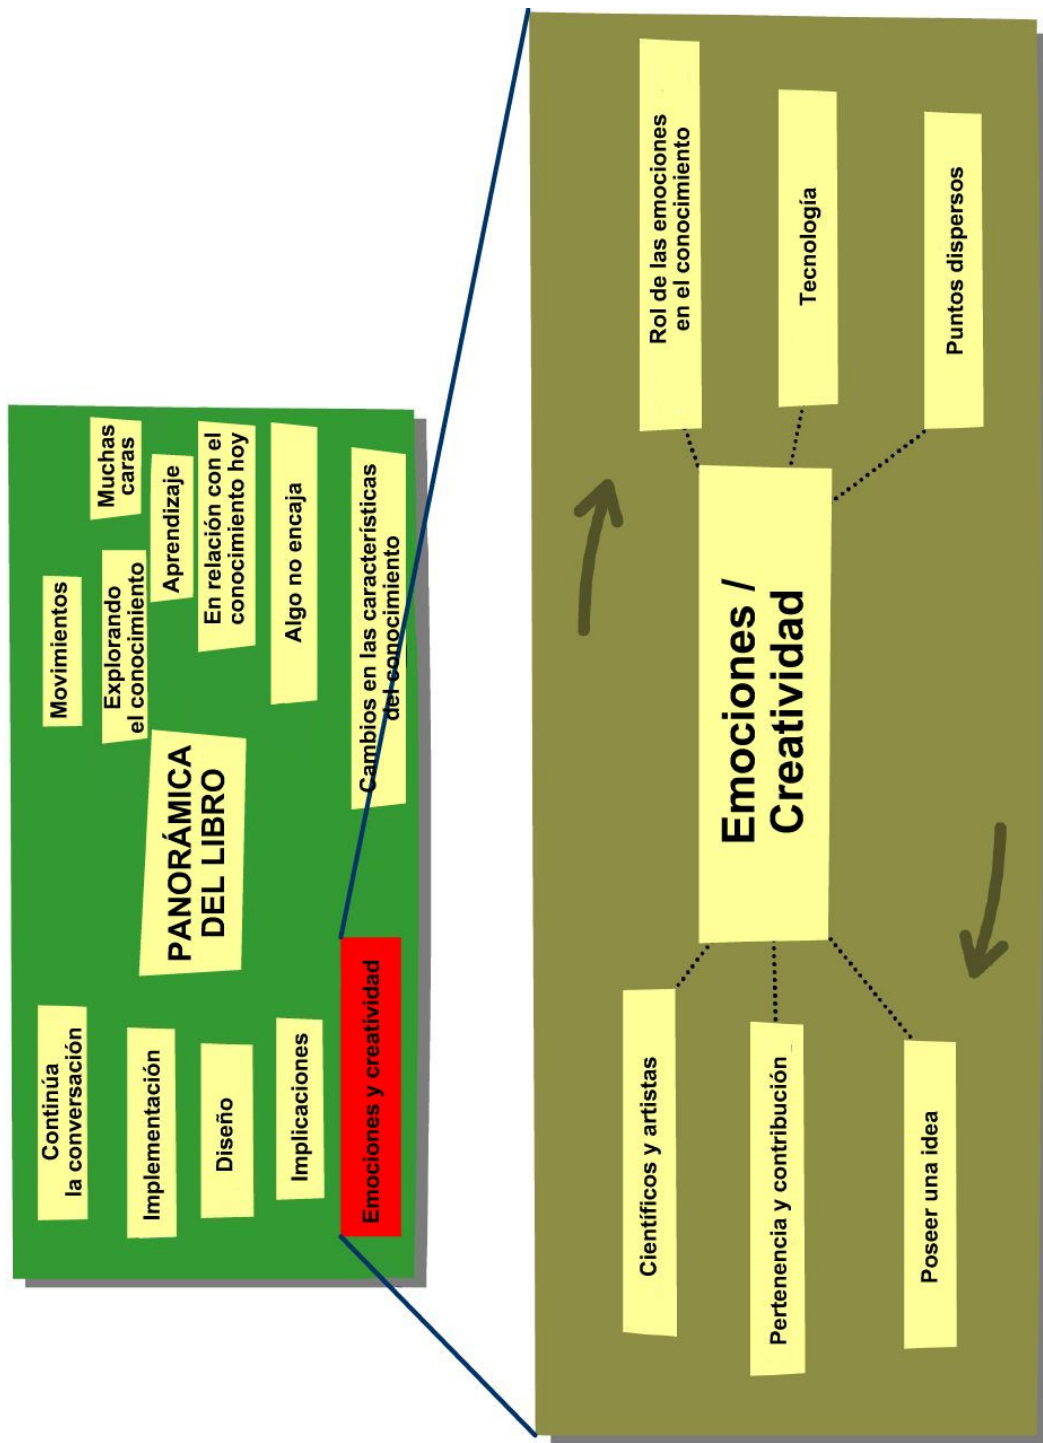 PANORÁMICA
DEL LIBRO
Movimientos
Explorando
el conocimiento
Muchas
caras
Aprendizaje
En relación con el
conocimiento hoy
Algo no encaja
Cambios en las características
del conocimiento
Emociones y creatividad
Implicaciones
Diseño
Implementación
Continúa
la conversación
Emociones /
Creatividad
Rol de las emociones
en el conocimiento
Tecnología
Puntos dispersos
Poseer una idea
Pertenencia y contribución
Científicos y artistas